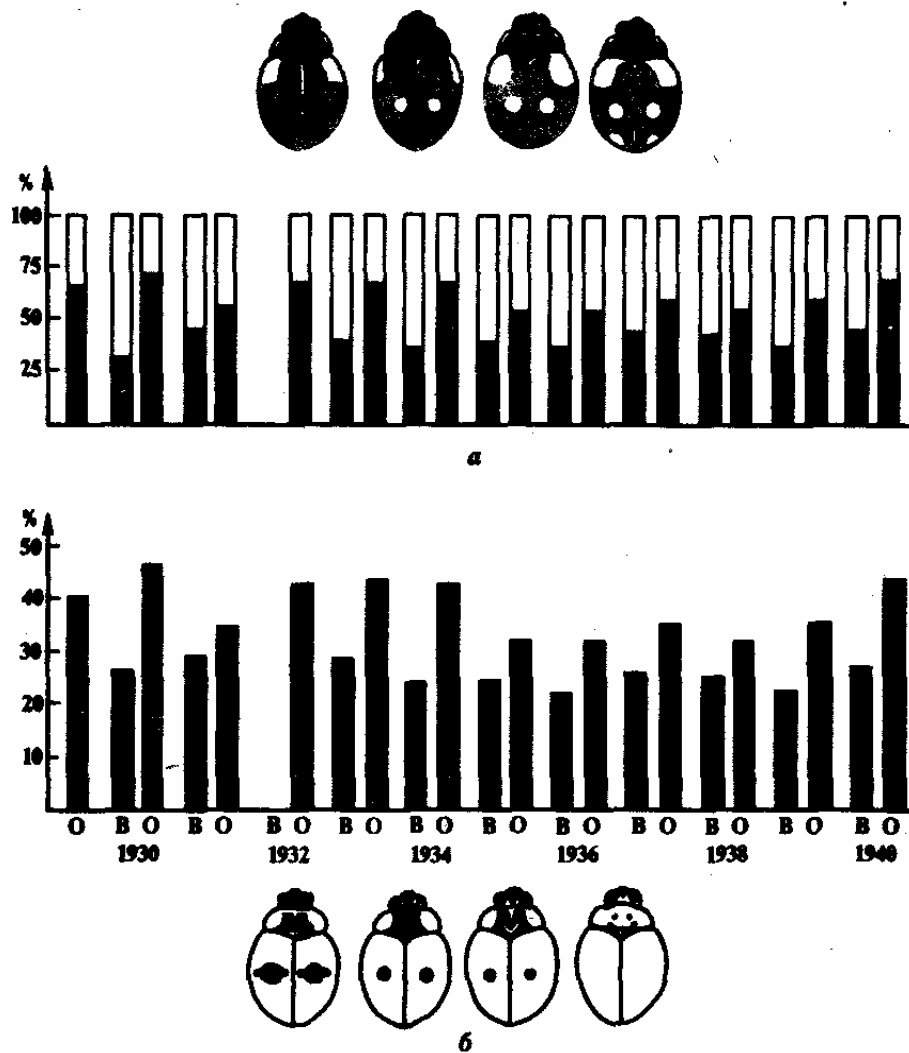 %
100
75
50
25
а
%
50
40
30
20
10
О В О В О В О В О В О В О В О В О В О В О В О В О
1930 1932 1934 1936 1938 1940
б